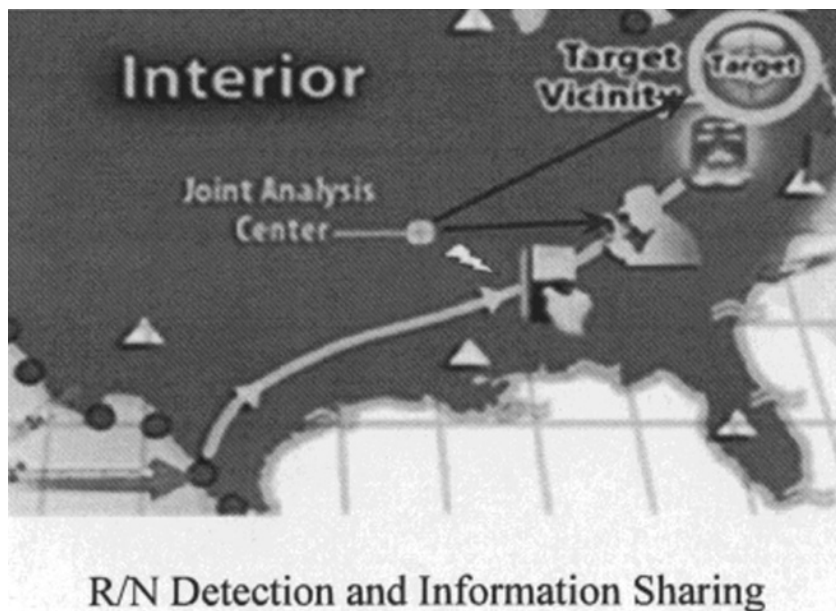 Interior
Target
Vicinity
Target
Joint Analysis
Center
R/N Detection and Information Sharing